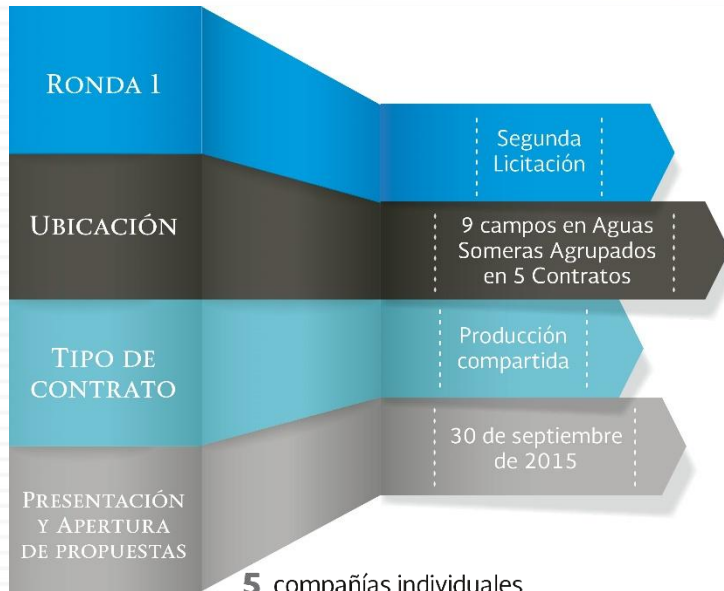 RONDA 1
Segunda
Licitación
UBICACIÓN
9 campos en Aguas
Someras Agrupados
en 5 Contratos
TIPO DE
CONTRATO
Producción
compartida
PRESENTACIÓN
Y APERTURA
DE PROPUESTAS
30 de septiembre
de 2015
5 compañías individuales